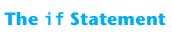 The if Statement